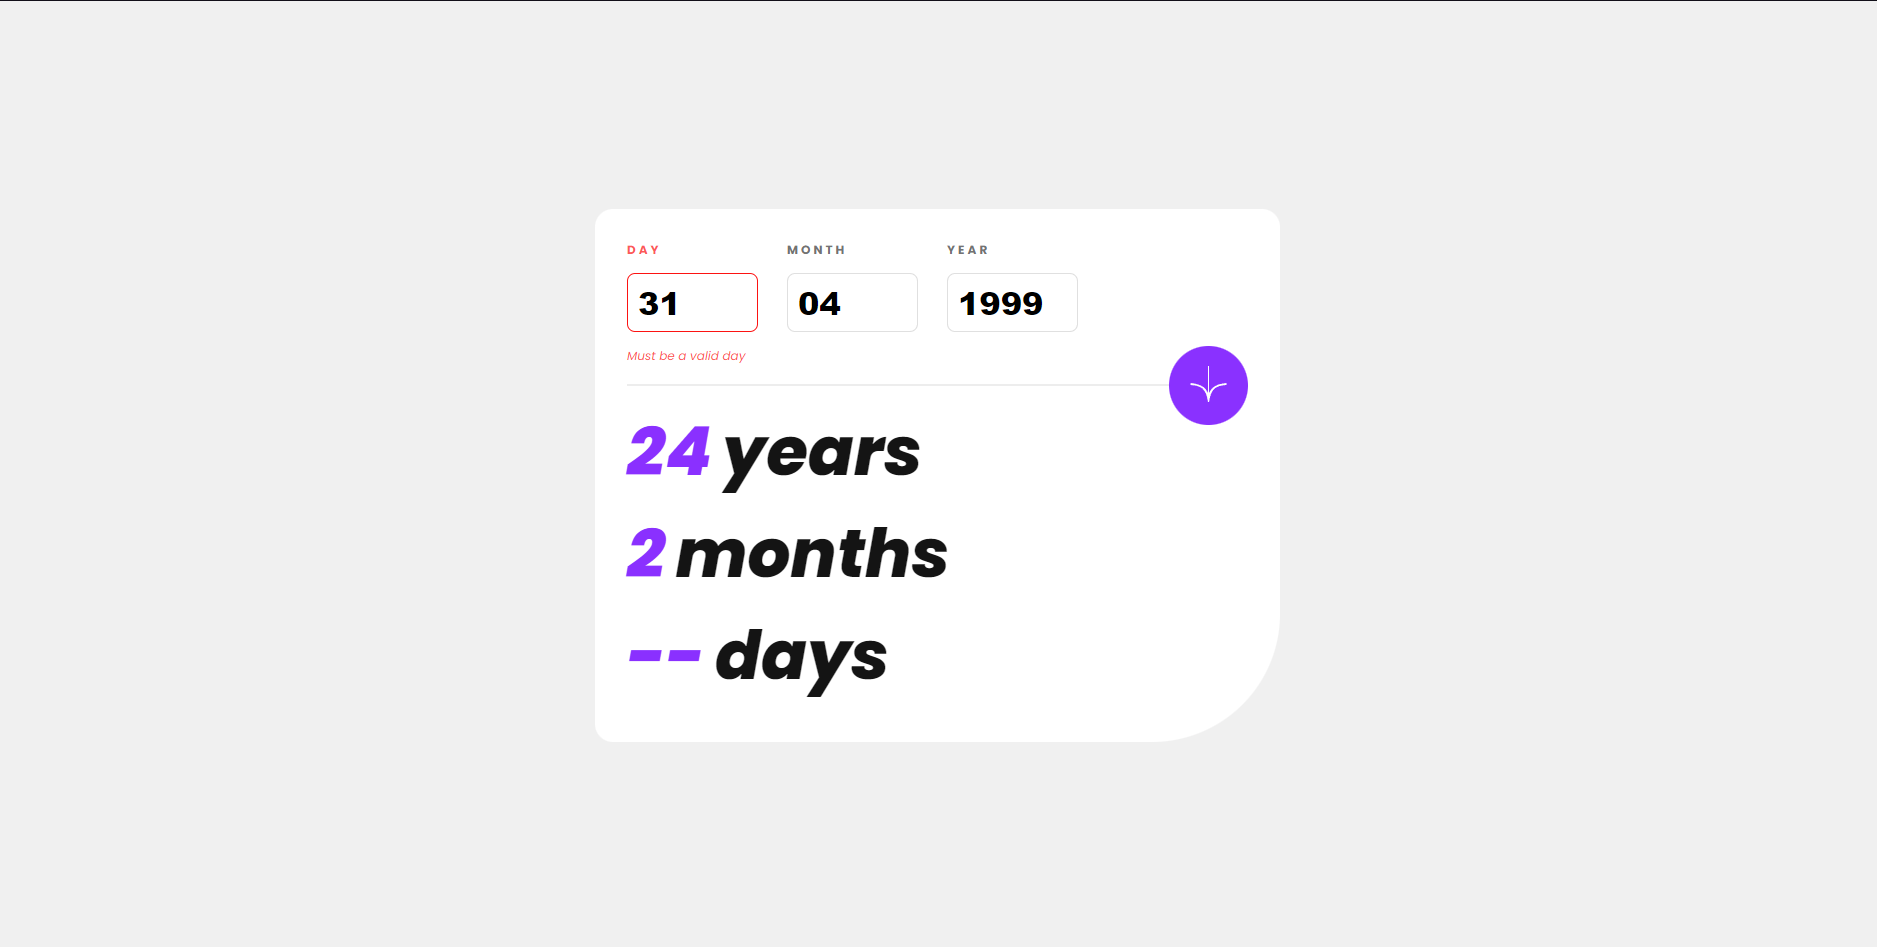 DAY MONTH YEAR
31 04 1999
Must be a valid day
24 years
2 months
-- days